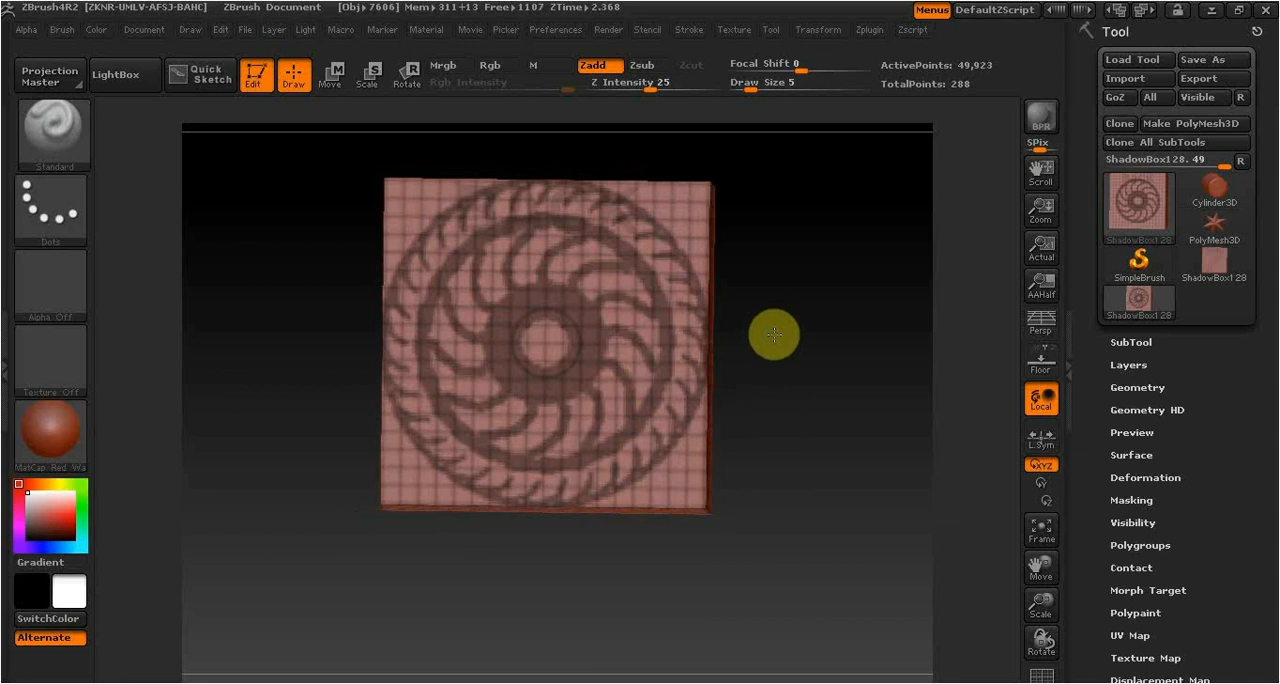 ZBrush4R2 [ZKNR-UMLV-AFSJ-BAHC] ZBrush Document [Obj▸7606] Mem▸311+13 Free▸1107 ZTime▸2.368 Menus DefaultZScript
Alpha Brush Color Document Draw Edit File Layer Light Macro Marker Material Movie Picker Preferences Render Stencil Stroke Texture Tool Transform Zplugin Zscript
Tool
Projection Master
LightBox
Quick Sketch
Edit
Draw
Move
Scale
Rotate
Mrgb Rgb M
Rgb Intensity
Zadd Zsub Zcut
Z Intensity 25
Focal Shift 0
Draw Size 5
ActivePoints: 49,923
TotalPoints: 288
Standard
Dots
Alpha Off
Texture Off
MatCap Red Wa
Gradient
SwitchColor
Alternate
BPR
SPix
Scroll
Zoom
Actual
AAHalf
Persp
Floor
Local
L.Sym
XYZ
Frame
Move
Scale
Rotate
Load Tool Save As
Import Export
GoZ All Visible R
Clone Make PolyMesh3D
Clone All SubTools
ShadowBox128. 49 R
ShadowBox128
Cylinder3D
PolyMesh3D
SimpleBrush
ShadowBox128
ShadowBox128
SubTool
Layers
Geometry
Geometry HD
Preview
Surface
Deformation
Masking
Visibility
Polygroups
Contact
Morph Target
Polypaint
UV Map
Texture Map
Displacement Map